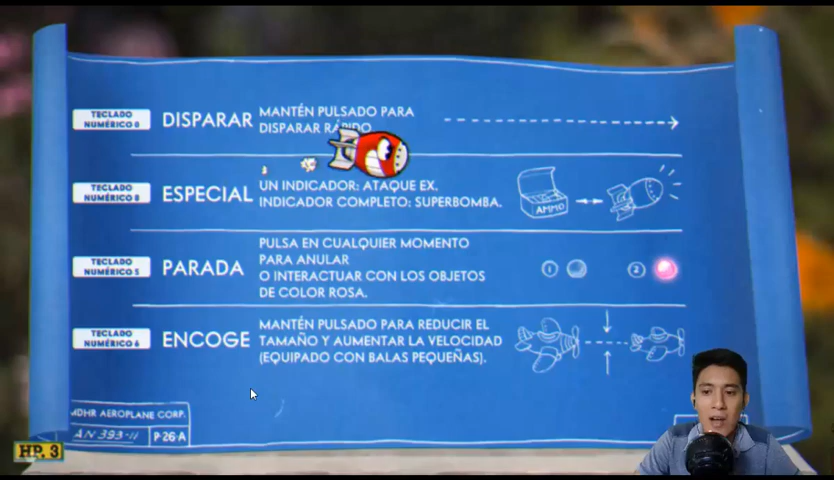 TECLADO
NUMÉRICO 0
DISPARAR
MANTÉN PULSADO PARA
DISPARAR RÁPIDO
TECLADO
NUMÉRICO 8
ESPECIAL
UN INDICADOR: ATAQUE EX.
INDICADOR COMPLETO: SUPERBOMBA.
AMMO
TECLADO
NUMÉRICO 5
PARADA
PULSA EN CUALQUIER MOMENTO
PARA ANULAR
O INTERACTUAR CON LOS OBJETOS
DE COLOR ROSA.
1
2
TECLADO
NUMÉRICO 6
ENCOGE
MANTÉN PULSADO PARA REDUCIR EL
TAMAÑO Y AUMENTAR LA VELOCIDAD
(EQUIPADO CON BALAS PEQUEÑAS).
MDHR AEROPLANE CORP.
AN 393-11
P-26-A
HP. 3